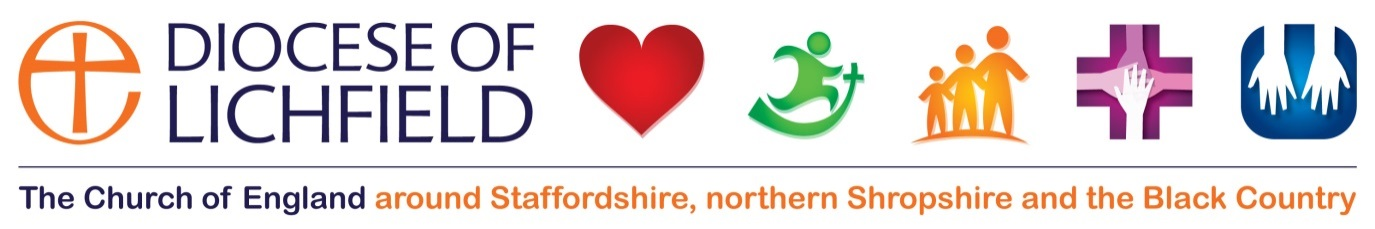 DIOCESE OF
LICHFIELD
The Church of England around Staffordshire, northern Shropshire and the Black Country